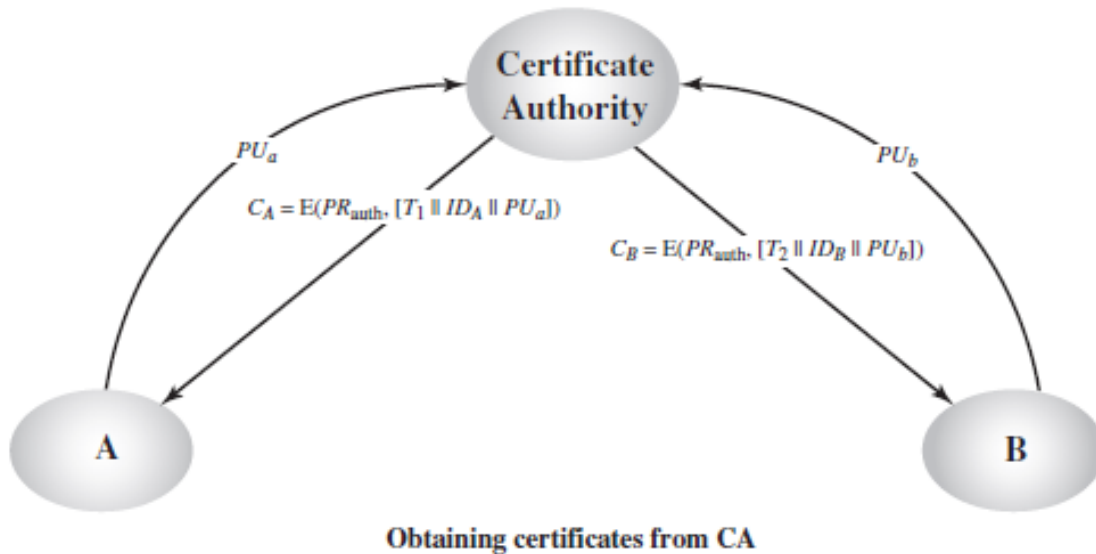 Certificate
Authority
PUa
PUb
CA = E(PRauth, [T1 || IDA || PUa])
CB = E(PRauth, [T2 || IDB || PUb])
A
B
Obtaining certificates from CA